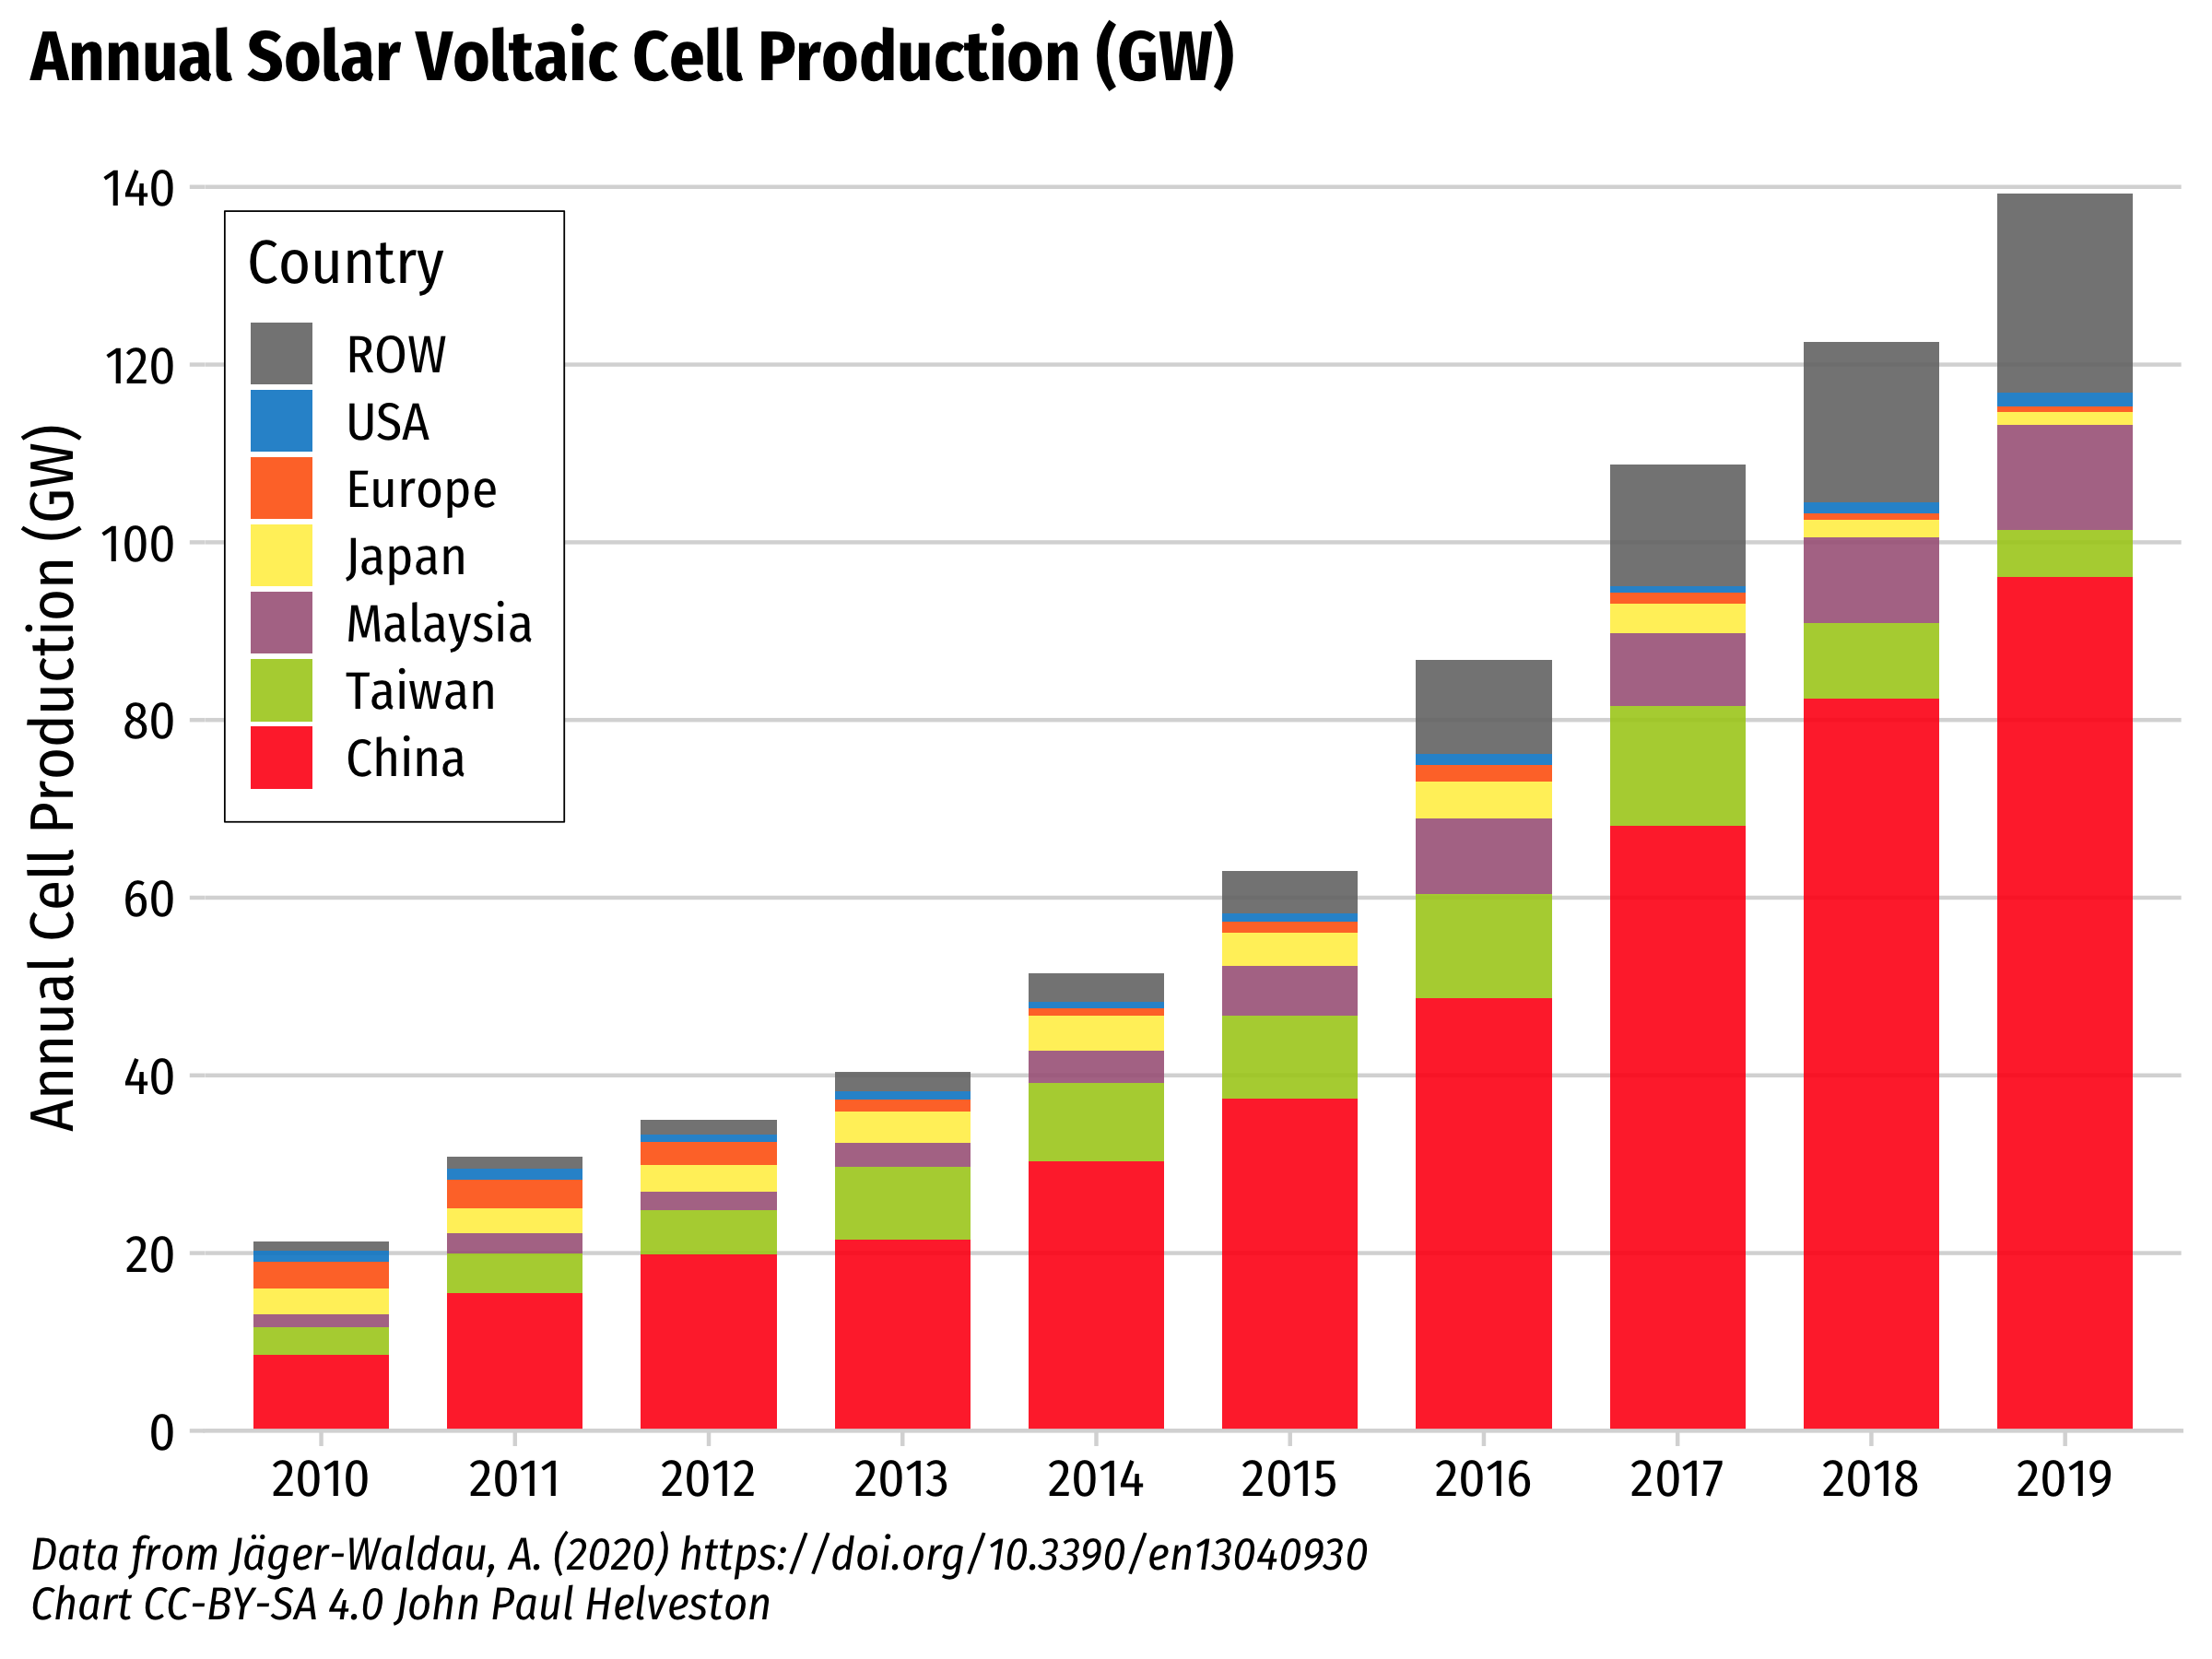 Annual Solar Voltaic Cell Production (GW)
Annual Cell Production (GW)
140
120
100
80
60
40
20
0
Country
ROW
USA
Europe
Japan
Malaysia
Taiwan
China
2010 2011 2012 2013 2014 2015 2016 2017 2018 2019
Data from Jäger-Waldau, A. (2020) https://doi.org/10.3390/en13040930
Chart CC-BY-SA 4.0 John Paul Helveston